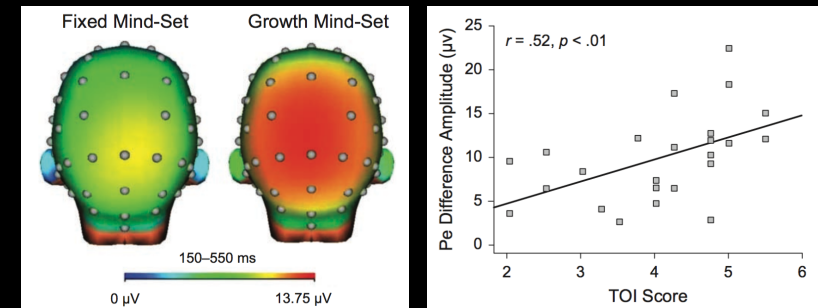 Fixed Mind-Set
Growth Mind-Set
150–550 ms
0 μV
13.75 μV
Pe Difference Amplitude (μv)
25
20
15
10
5
0
r = .52, p < .01
2
3
4
5
6
TOI Score